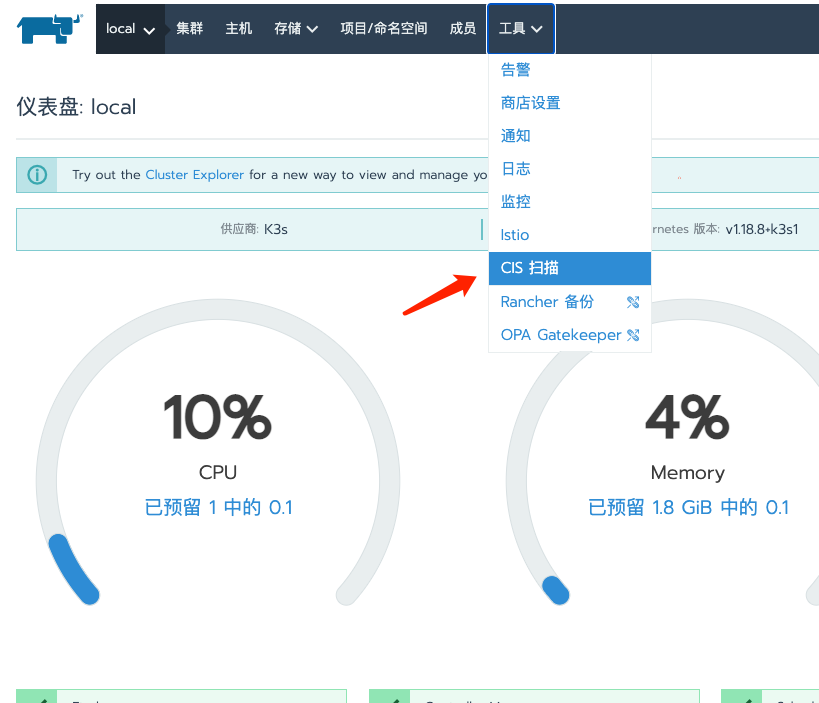 local 集群 主机 存储 项目/命名空间 成员 工具
告警
商店设置
通知
日志
监控
Istio
CIS 扫描
Rancher 备份
OPA Gatekeeper
仪表盘: local
Try out the Cluster Explorer for a new way to view and manage yo
供应商: K3s
rnetes 版本: v1.18.8+k3s1
10%
CPU
已预留 1 中的 0.1
4%
Memory
已预留 1.8 GiB 中的 0.1